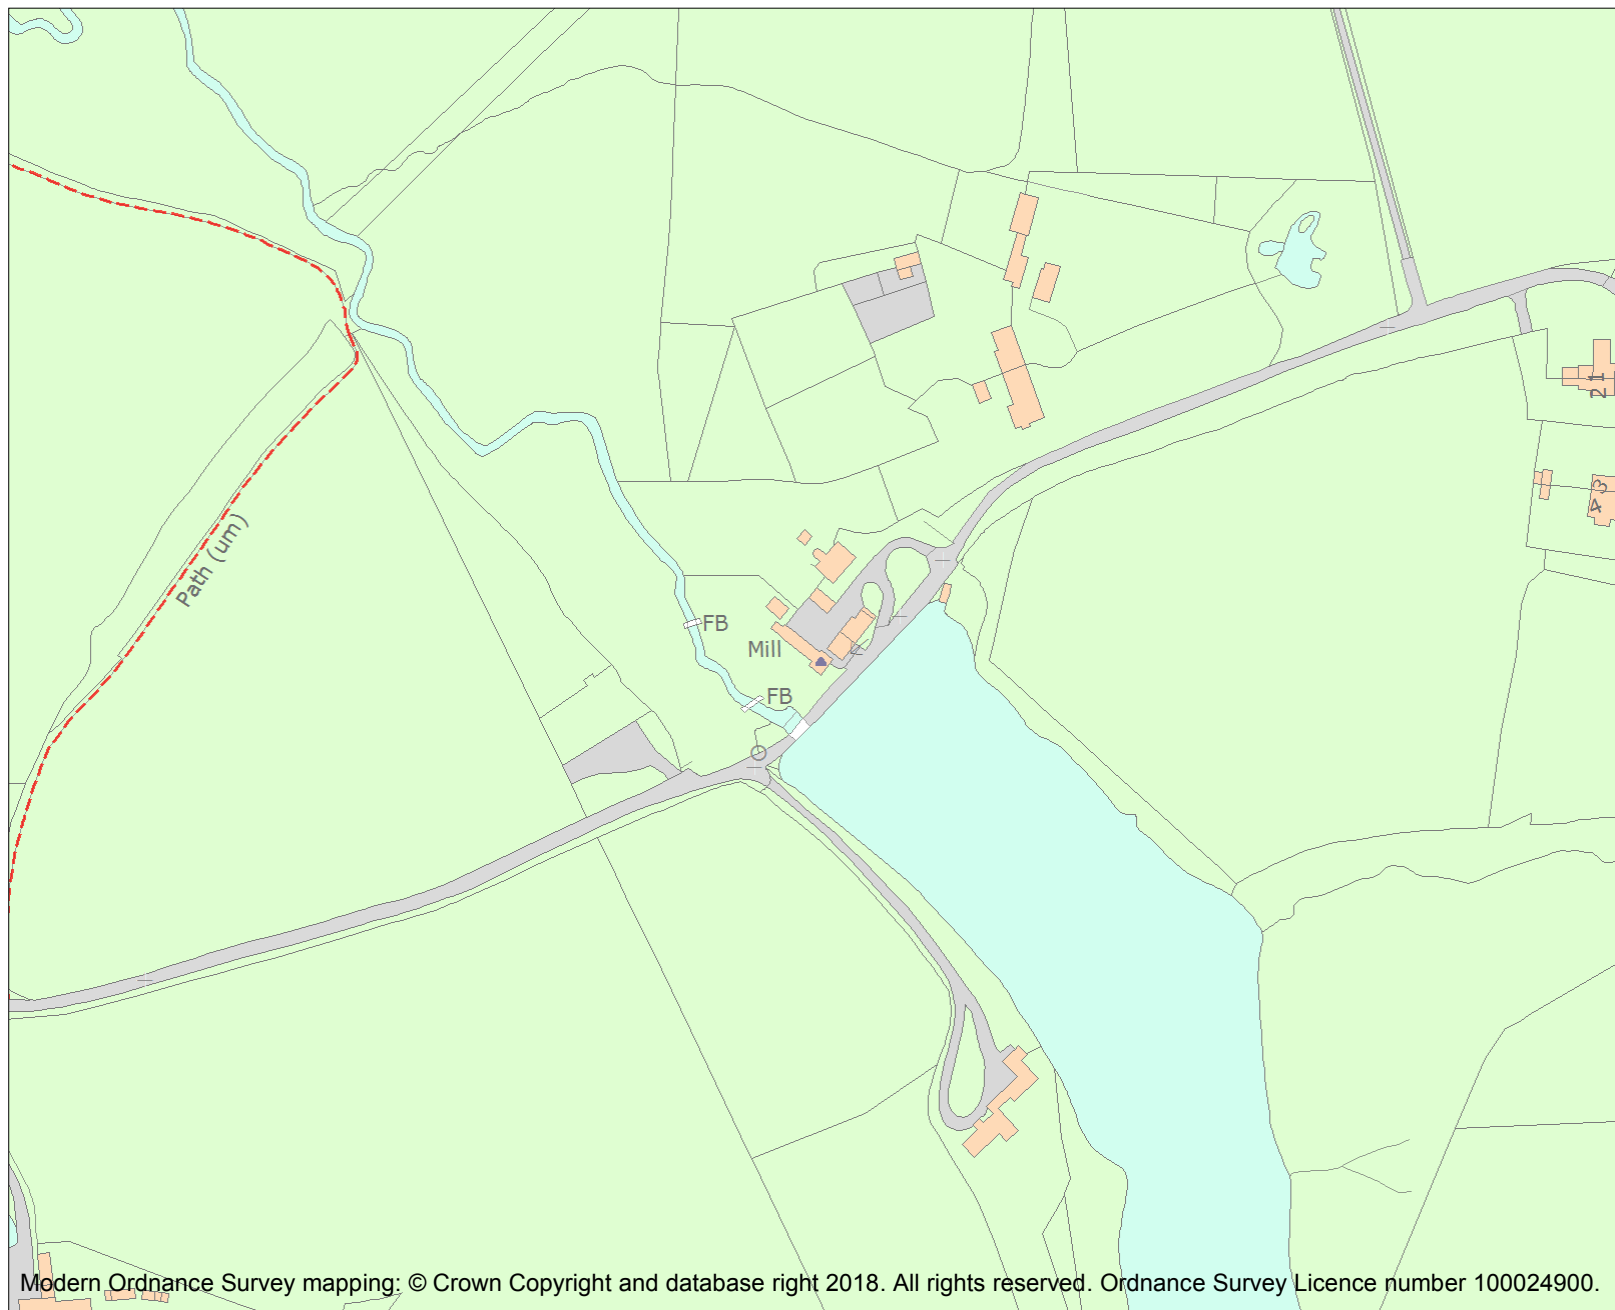 2 1
4 3
Path (um)
FB
Mill
FB
Modern Ordnance Survey mapping: © Crown Copyright and database right 2018. All rights reserved. Ordnance Survey Licence number 100024900.